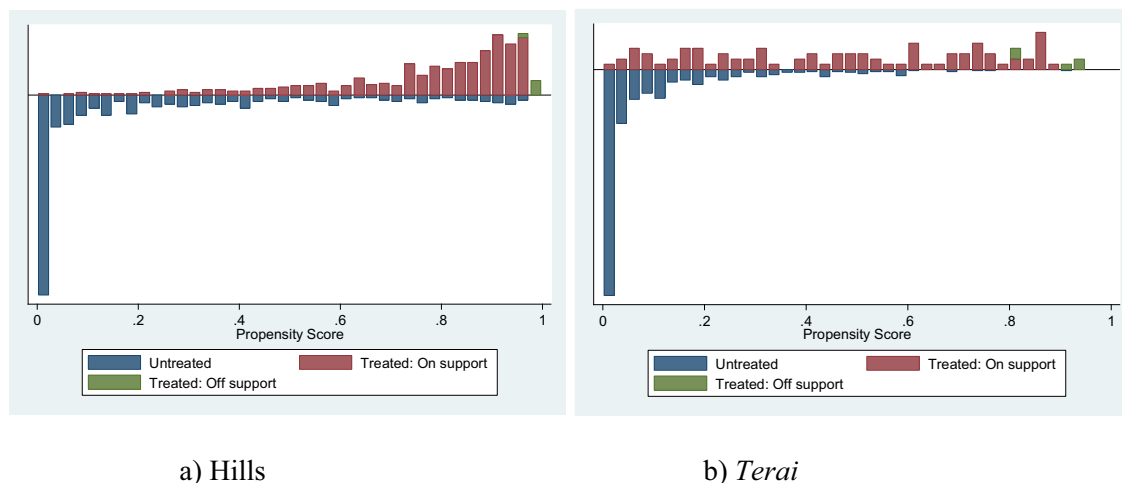 0 .2 .4 .6 .8 1
Propensity Score
Untreated Treated: On support
Treated: Off support
0 .2 .4 .6 .8 1
Propensity Score
Untreated Treated: On support
Treated: Off support
a) Hills
b) Terai